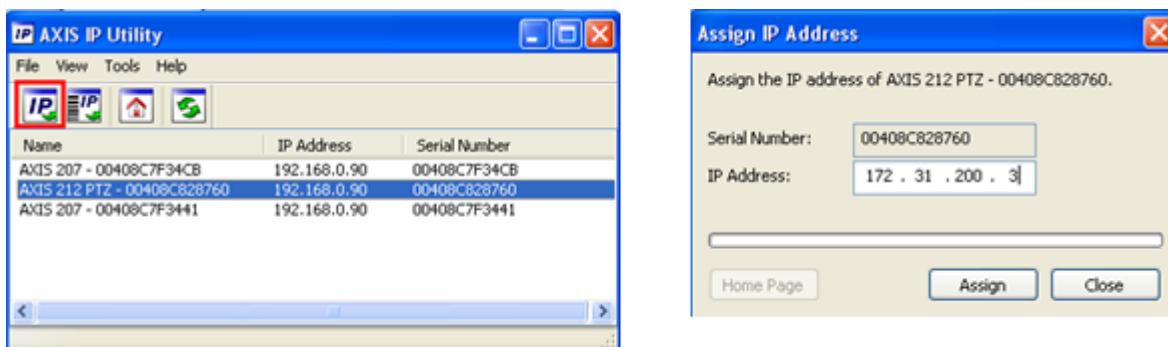 IP AXIS IP Utility
File View Tools Help
IP IP
Name IP Address Serial Number
AXIS 207 - 00408C7F34CB 192.168.0.90 00408C7F34CB
AXIS 212 PTZ - 00408C828760 192.168.0.90 00408C828760
AXIS 207 - 00408C7F3441 192.168.0.90 00408C7F3441
Assign IP Address
Assign the IP address of AXIS 212 PTZ - 00408C828760.
Serial Number: 00408C828760
IP Address: 172 . 31 . 200 . 3
Home Page Assign Close